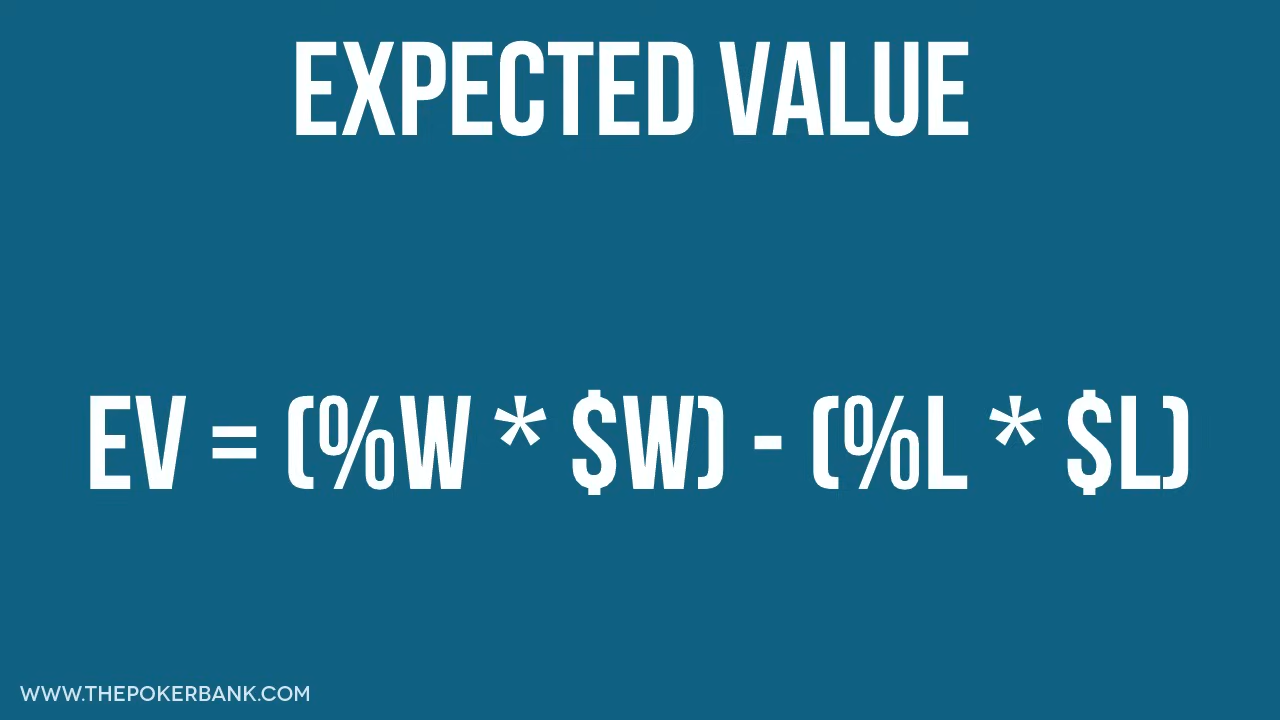 EXPECTED VALUE
EV = (%W * $W) - (%L * $L)
WWW.THEPOKERBANK.COM